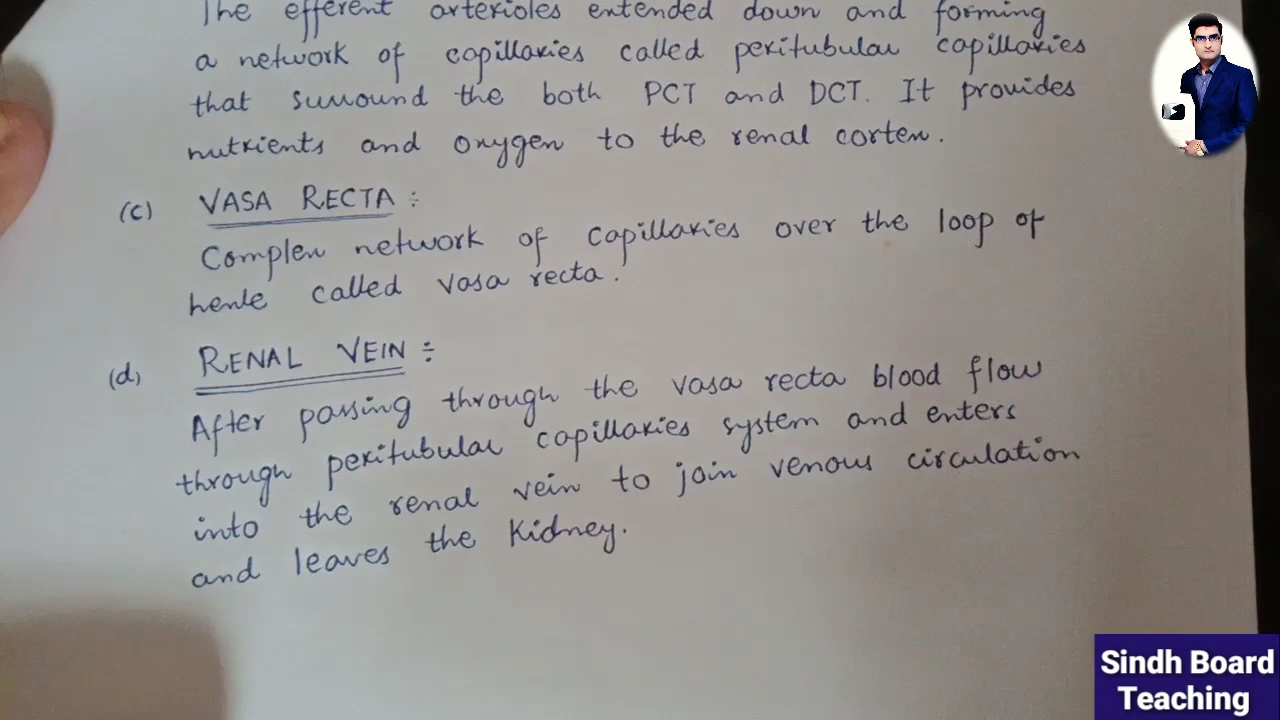 The efferent arterioles extended down and forming
a network of capillaries called peritubular capillaries
that surround the both PCT and DCT. It provides
nutrients and oxygen to the renal cortex.
(c) VASA RECTA :
Complex network of capillaries over the loop of
henle called vasa recta.
(d) RENAL VEIN :
After passing through the vasa recta blood flow
through peritubular capillaries system and enters
into the renal vein to join venous circulation
and leaves the kidney.
Sindh Board
Teaching